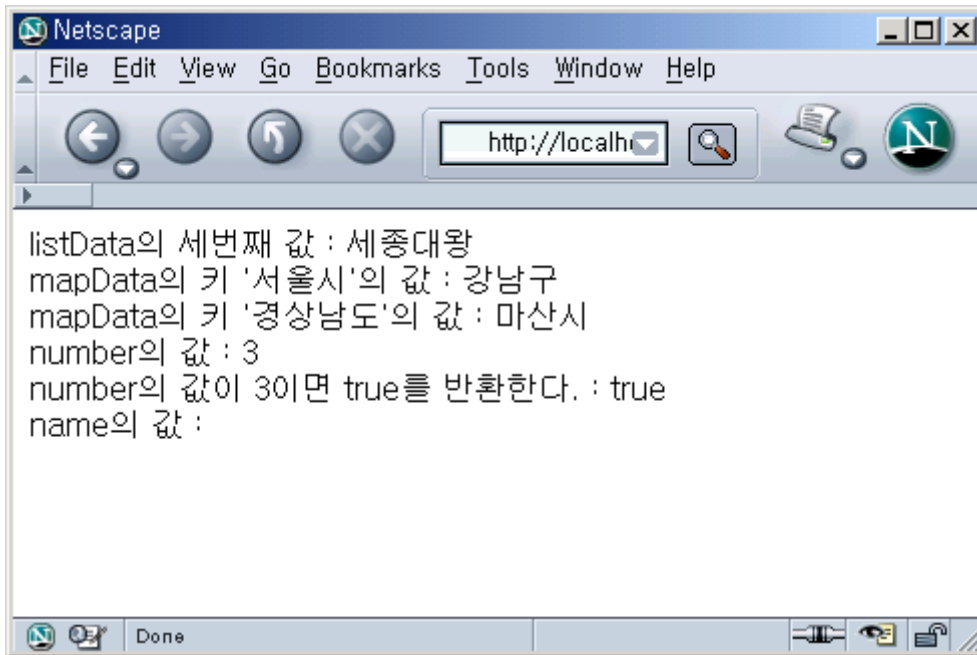 Netscape
File Edit View Go Bookmarks Tools Window Help
http://localh
N
listData의 세번째 값 : 세종대왕
mapData의 키 '서울시'의 값 : 강남구
mapData의 키 '경상남도'의 값 : 마산시
number의 값 : 3
number의 값이 3이면 true를 반환한다. : true
name의 값 :
Done